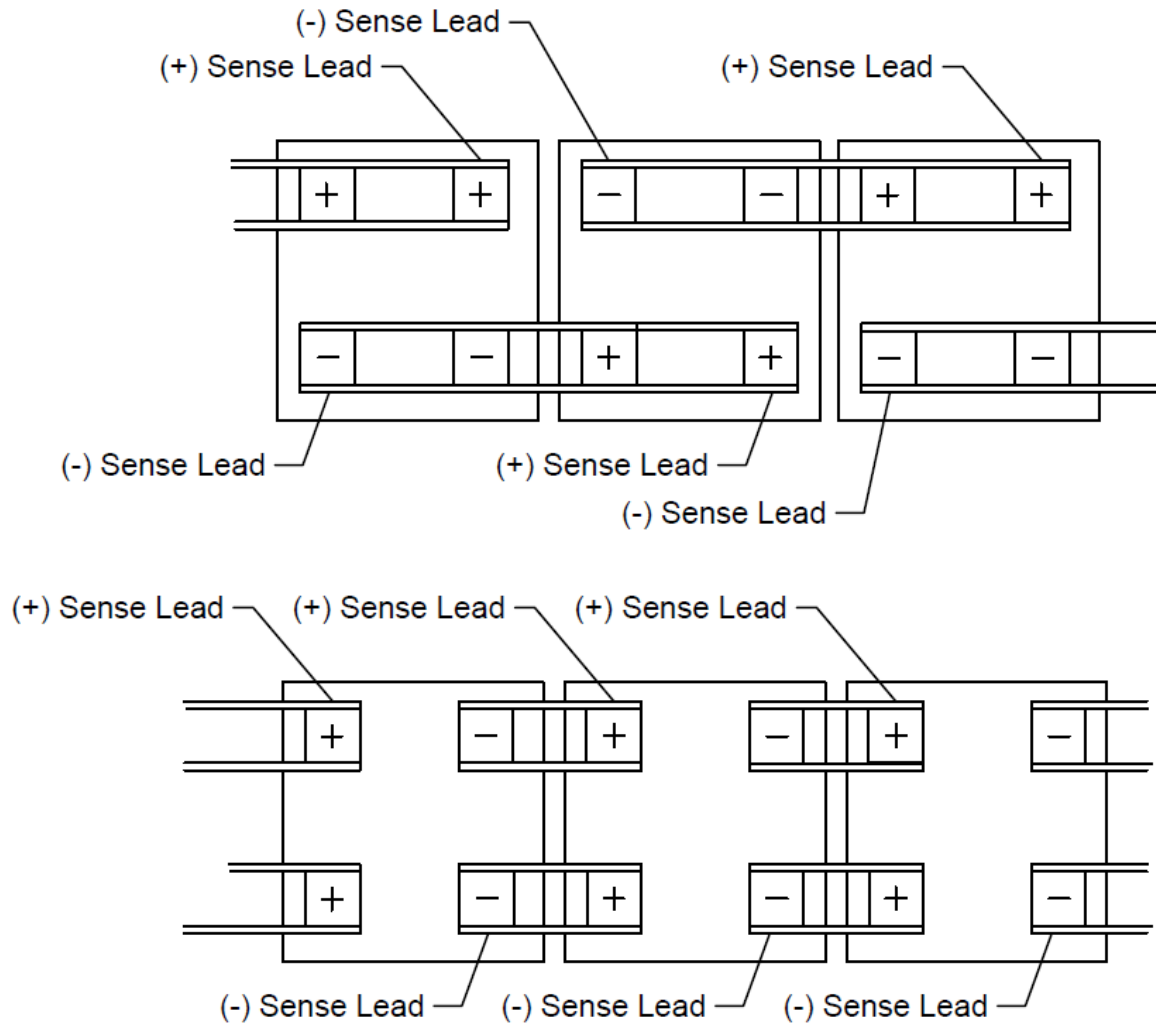 (-) Sense Lead
(+) Sense Lead (+) Sense Lead
+ + - - + +
- - + + - -
(-) Sense Lead (+) Sense Lead
(-) Sense Lead
(+) Sense Lead (+) Sense Lead (+) Sense Lead
+ - + - + -
+ - + - + -
(-) Sense Lead (-) Sense Lead (-) Sense Lead